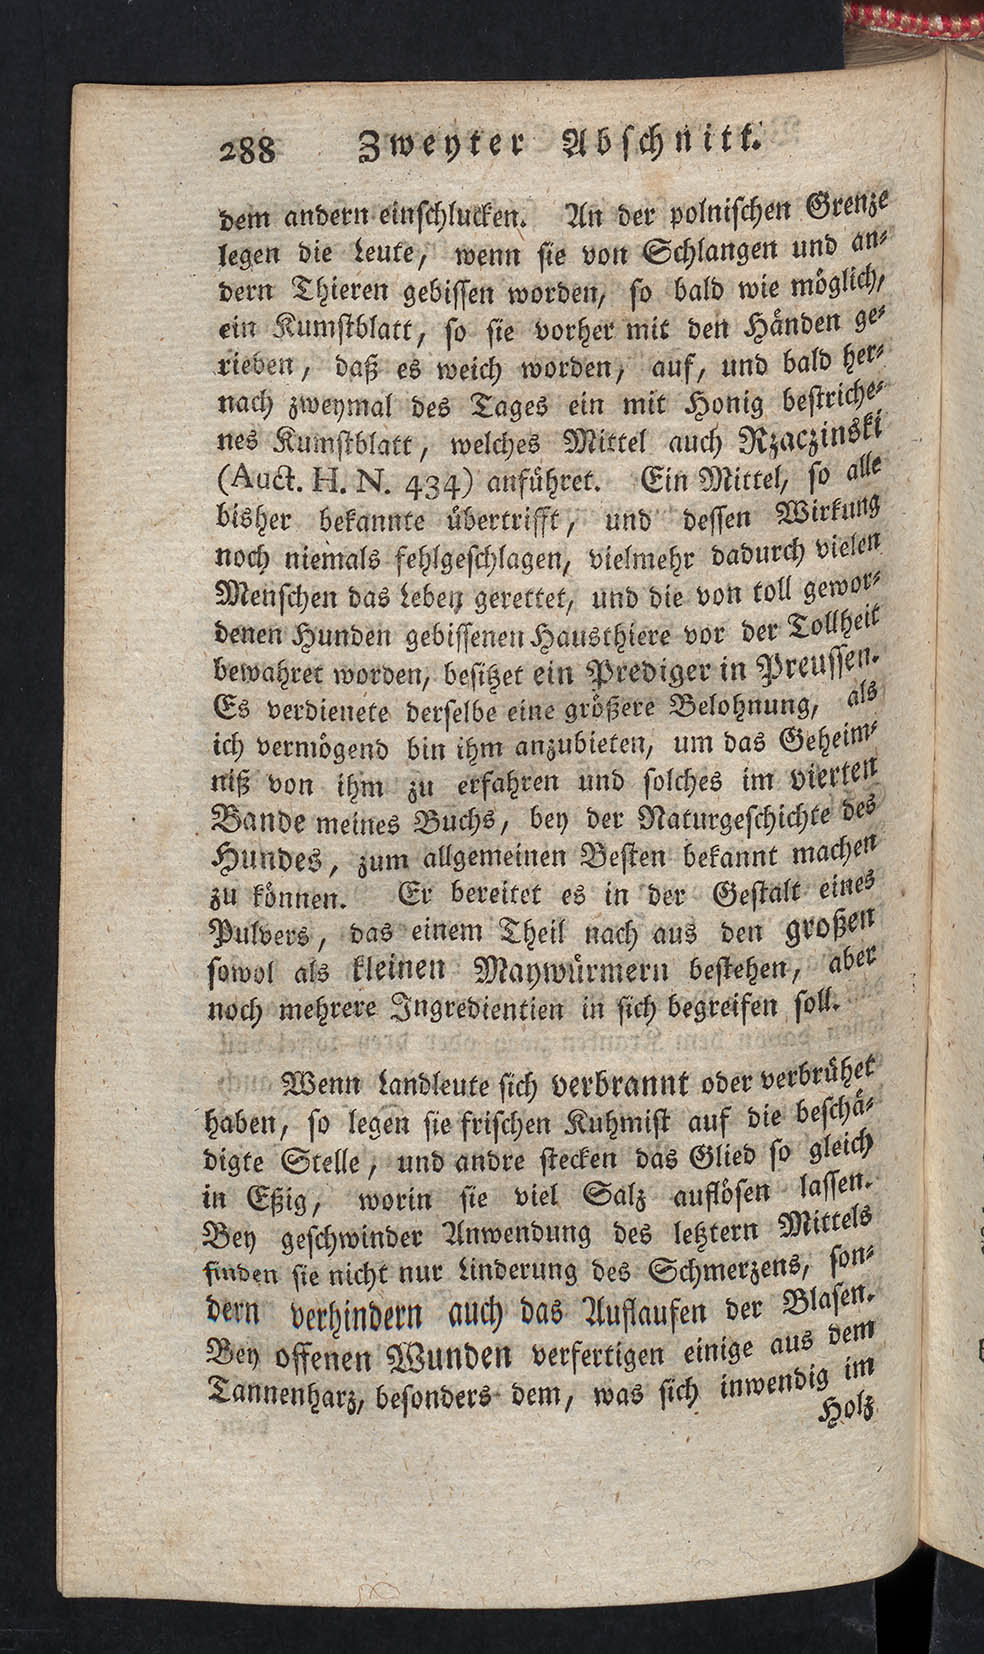 288 Zweyter Abschnitt.
dem andern einschlucken. An der polnischen Grenze
legen die Leute, wenn sie von Schlangen und an-
dern Thieren gebissen worden, so bald wie möglich,
ein Kumstblatt, so sie vorher mit den Händen ge-
rieben, daß es weich worden, auf, und bald her-
nach zweymal des Tages ein mit Honig bestriche-
nes Kumstblatt, welches Mittel auch Rzaczinski
(Auct. H. N. 434) anführet. Ein Mittel, so alle
bisher bekannte übertrifft, und dessen Wirkung
noch niemals fehlgeschlagen, vielmehr dadurch vielen
Menschen das Leben gerettet, und die von toll gewor-
denen Hunden gebissenen Hausthiere vor der Tollheit
bewahret worden, besitzet ein Prediger in Preussen.
Es verdienete derselbe eine größere Belohnung, als
ich vermögend bin ihm anzubieten, um das Geheim-
niß von ihm zu erfahren und solches im vierten
Bande meines Buchs, bey der Naturgeschichte des
Hundes, zum allgemeinen Besten bekannt machen
zu können. Er bereitet es in der Gestalt eines
Pulvers, das einem Theil nach aus den großen
sowol als kleinen Maywürmern bestehen, aber
noch mehrere Ingredientien in sich begreifen soll.
Wenn Landleute sich verbrannt oder verbrühet
haben, so legen sie frischen Kuhmist auf die beschä-
digte Stelle, und andre stecken das Glied so gleich
in Eßig, worin sie viel Salz auflösen lassen.
Bey geschwinder Anwendung des letztern Mittels
finden sie nicht nur Linderung des Schmerzens, son-
dern verhindern auch das Auflaufen der Blasen.
Bey offenen Wunden verfertigen einige aus dem
Tannenharz, besonders dem, was sich inwendig im
Holz